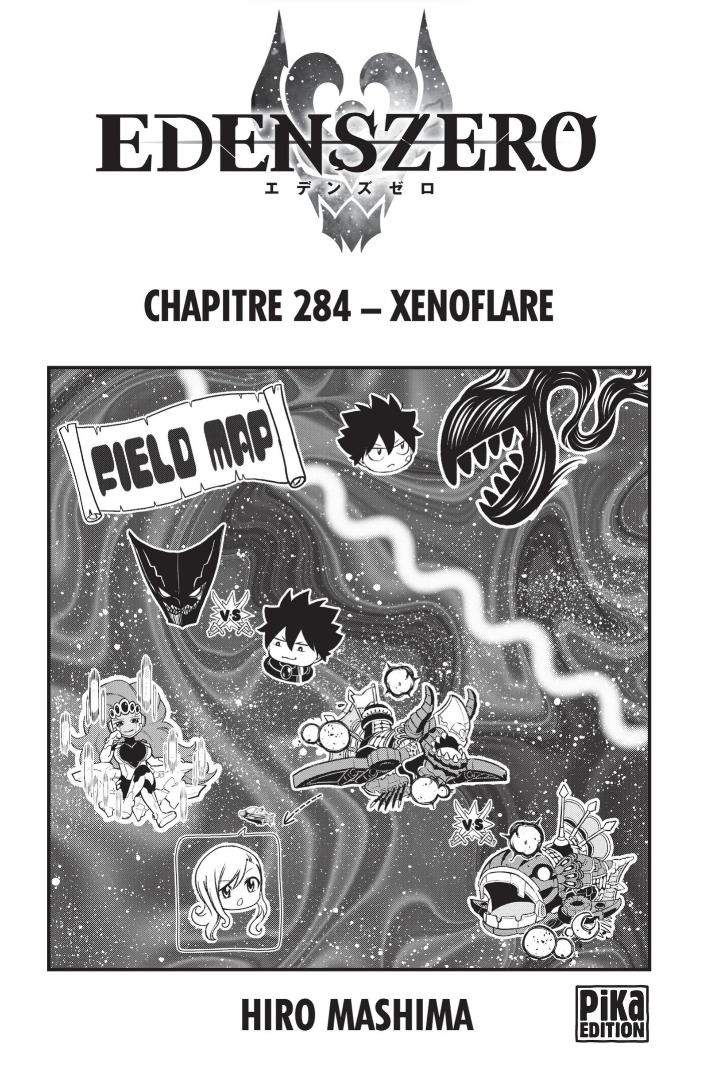 EDENSZERO
エデンズゼロ
CHAPITRE 284 – XENOFLARE
FIELD MAP
VS
VS
HIRO MASHIMA
Pika
EDITION